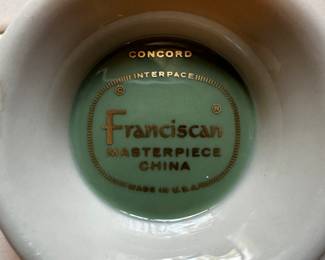 CONCORD
INTERPACE
©
®
Franciscan
MASTERPIECE
CHINA
MADE IN U.S.A.